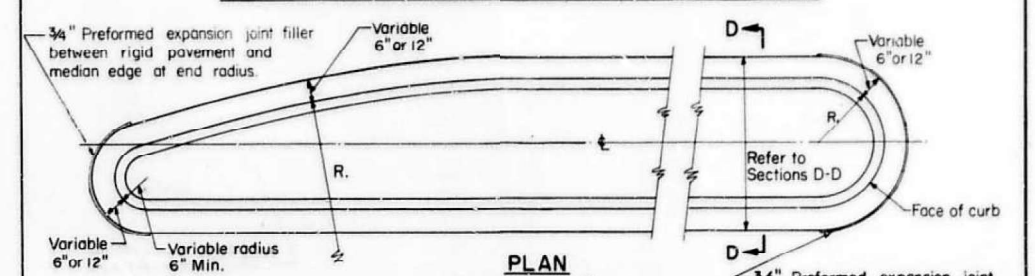 3/4" Preformed expansion joint filler
between rigid pavement and
median edge at end radius.
Variable
6" or 12"
D
Variable
6" or 12"
R.
R.
℄
Refer to
Sections D-D
Face of curb
Variable
6" or 12"
Variable radius
6" Min.
D
PLAN
3/4" Preformed expansion joint